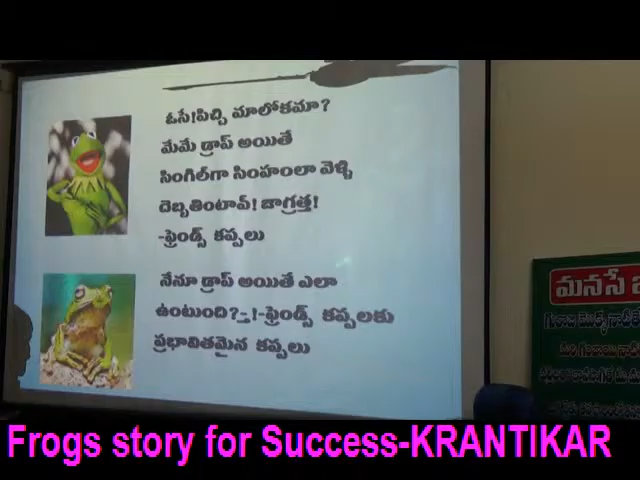 ఓసే!పిచ్చి మాలోకమా?
మేమే డ్రాప్ అయితే
సింగిల్‌గా సింహంలా వెళ్ళి
దెబ్బతింటావ్! జాగ్రత్త!
-ఫ్రెండ్స్ కప్పలు
నేనూ డ్రాప్ అయితే ఎలా
ఉంటుంది?-!-ఫ్రెండ్స్ కప్పలకు
ప్రభావితమైన కప్పలు
మనసే
Frogs story for Success-KRANTIKAR